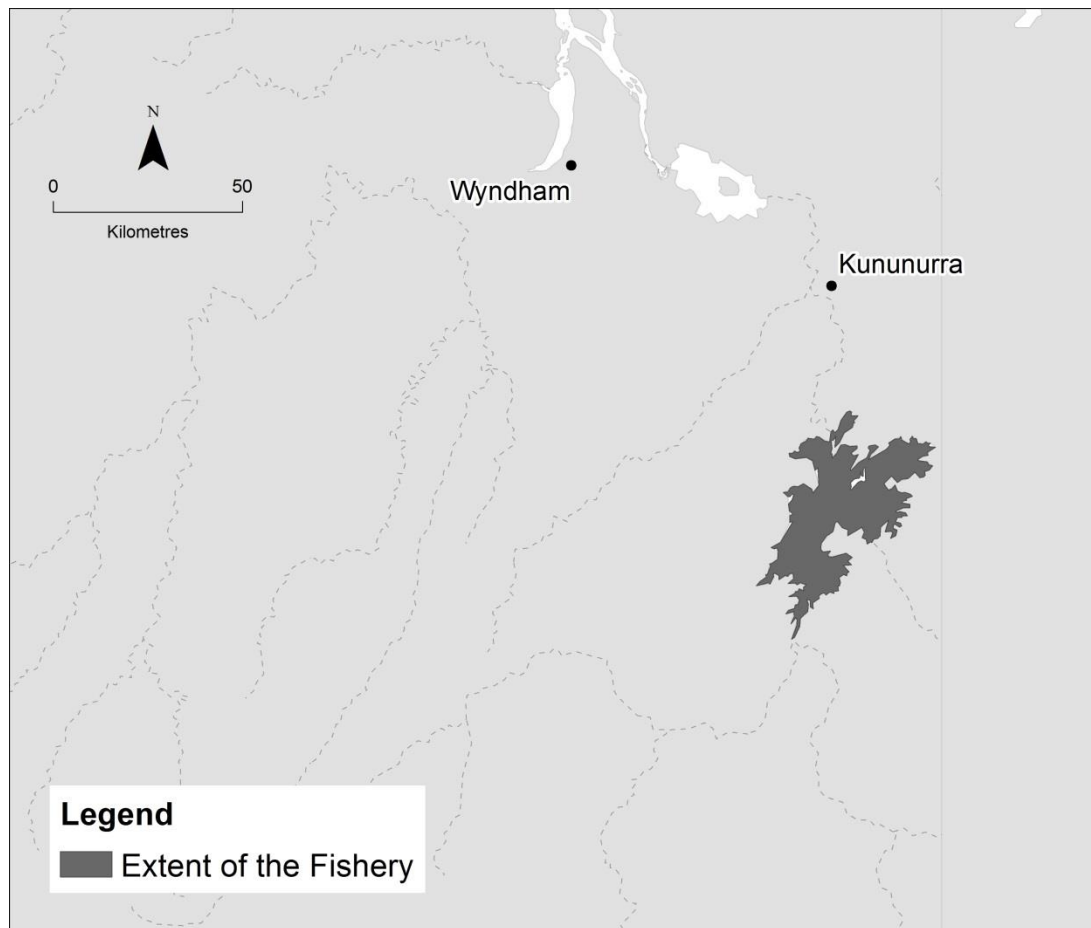 N
0 50
Kilometres
Wyndham
Kununurra
Legend
Extent of the Fishery